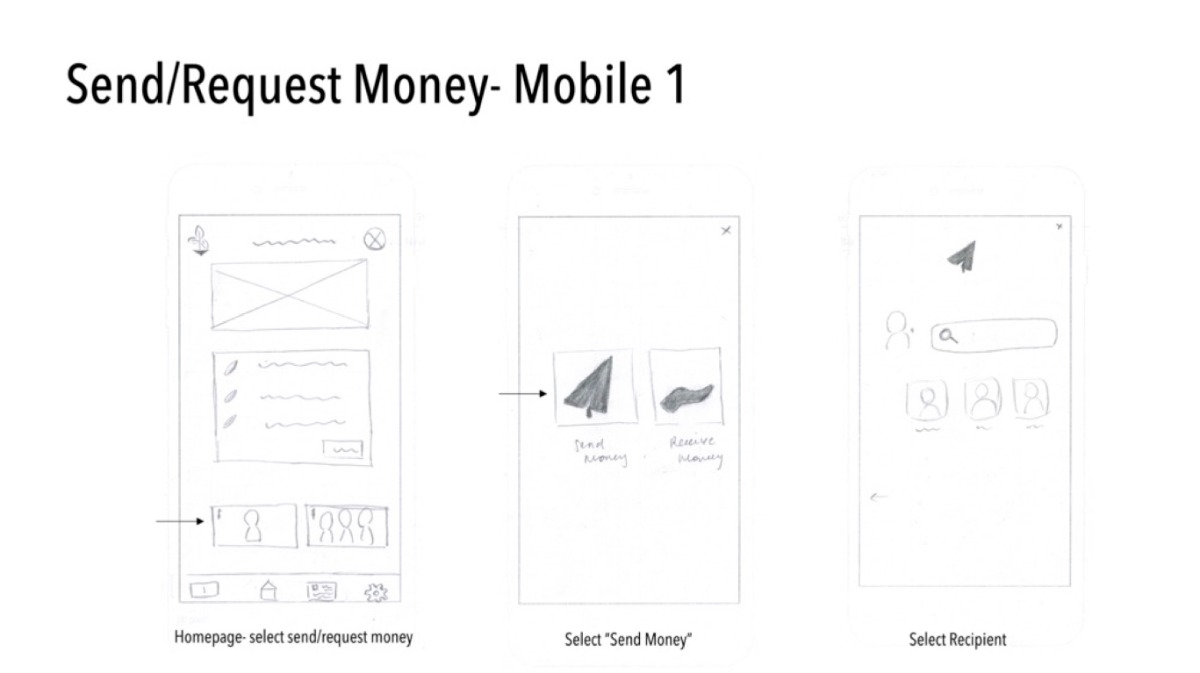 Send/Request Money- Mobile 1
Send
Money
Receive
Money
Homepage- select send/request money
Select “Send Money”
Select Recipient